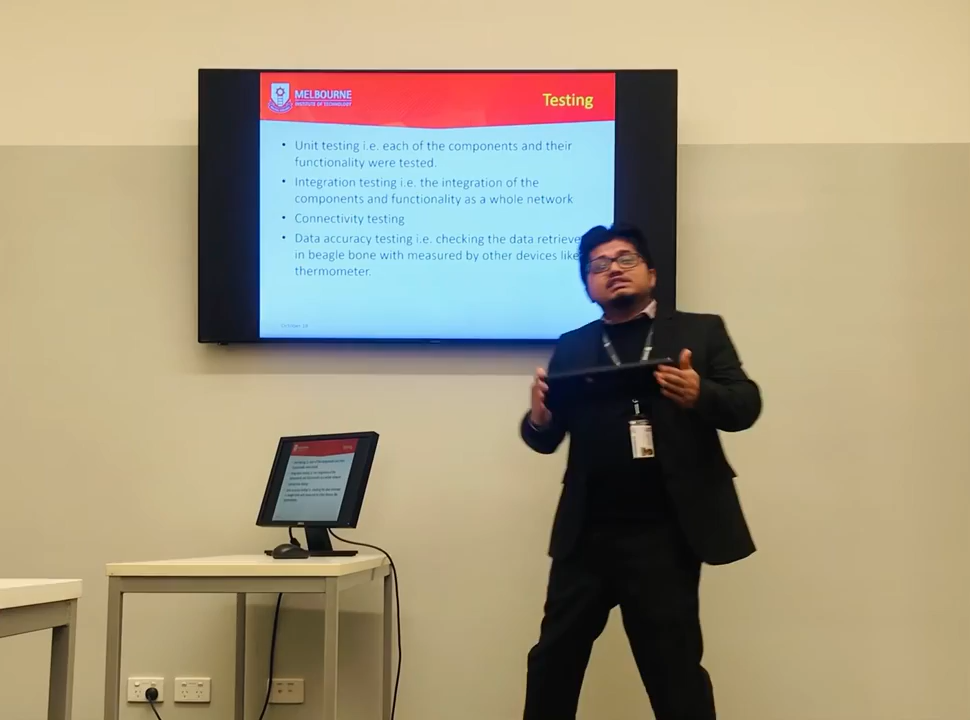 MELBOURNE
INSTITUTE OF TECHNOLOGY
Testing
• Unit testing i.e. each of the components and their
functionality were tested.
• Integration testing i.e. the integration of the
components and functionality as a whole network
• Connectivity testing
• Data accuracy testing i.e. checking the data retrieve
in beagle bone with measured by other devices like
thermometer.